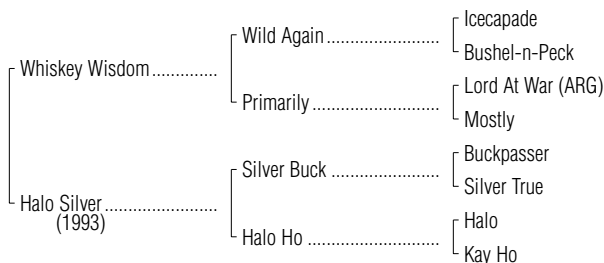 Icecapade
Wild Again
Bushel-n-Peck
Whiskey Wisdom
Lord At War (ARG)
Primarily
Mostly
Buckpasser
Silver Buck
Silver True
Halo Silver
(1993)
Halo
Halo Ho
Kay Ho